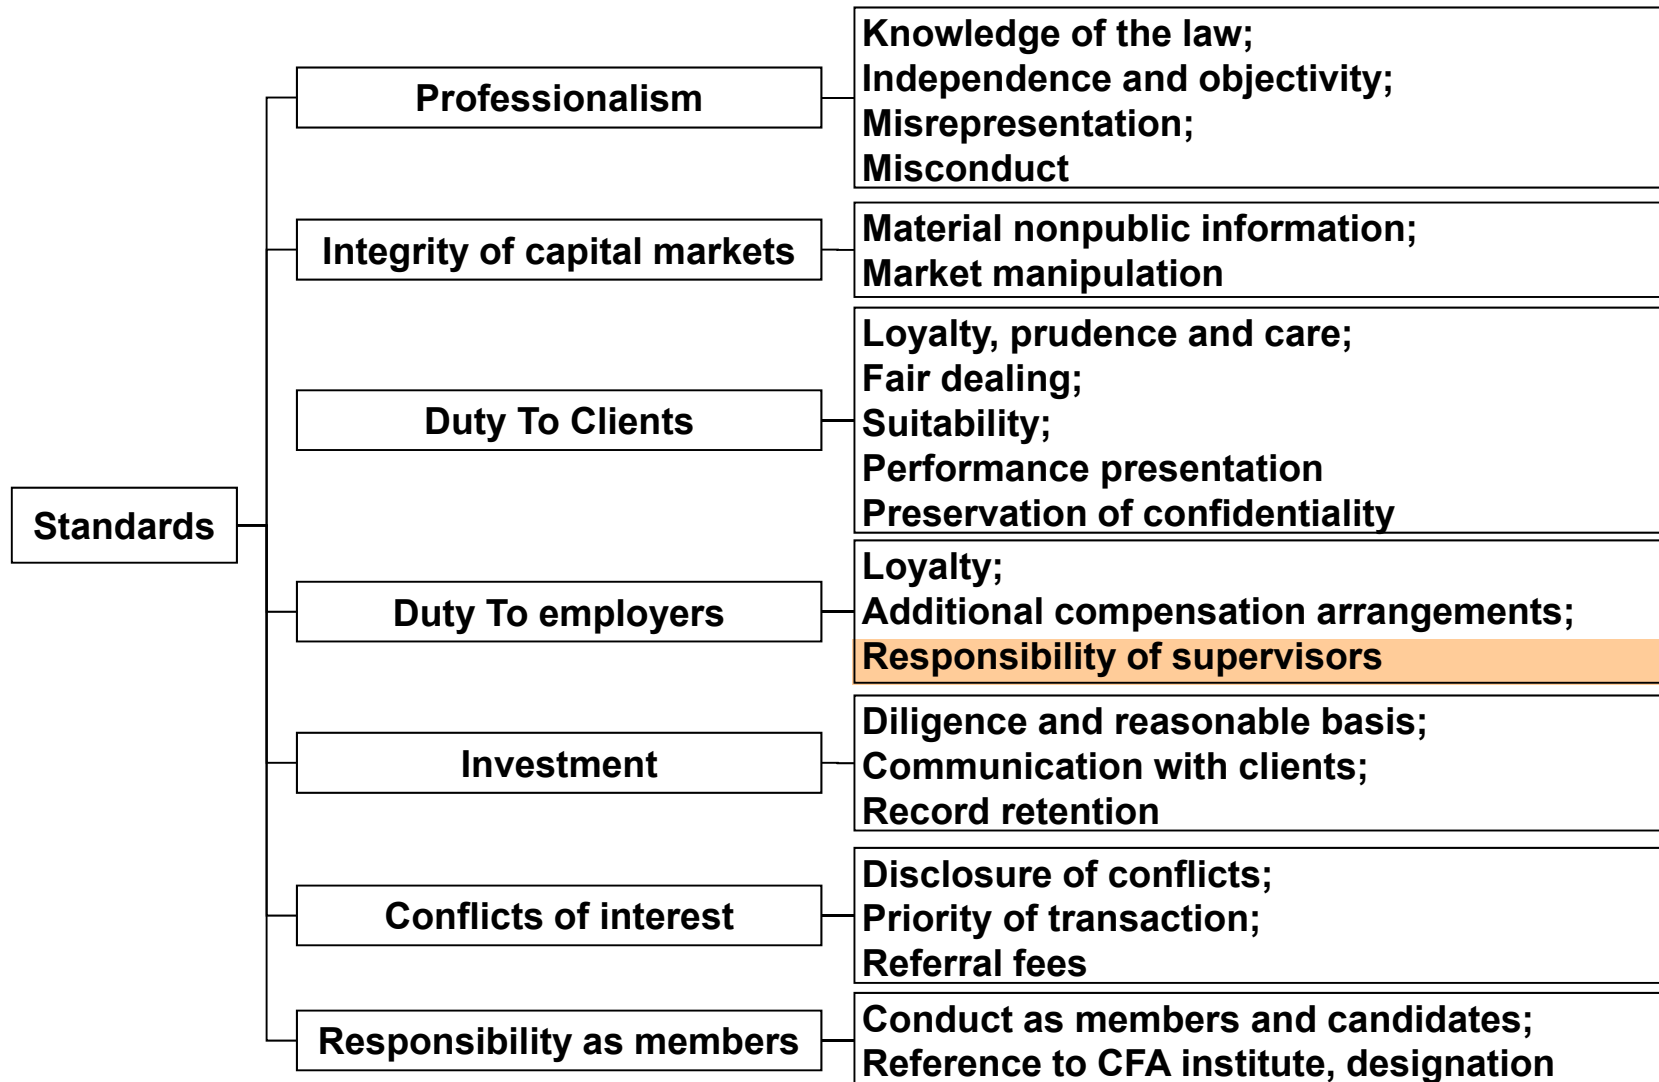 Standards
Professionalism
Knowledge of the law;
Independence and objectivity;
Misrepresentation;
Misconduct
Integrity of capital markets
Material nonpublic information;
Market manipulation
Duty To Clients
Loyalty, prudence and care;
Fair dealing;
Suitability;
Performance presentation
Preservation of confidentiality
Duty To employers
Loyalty;
Additional compensation arrangements;
Responsibility of supervisors
Investment
Diligence and reasonable basis;
Communication with clients;
Record retention
Conflicts of interest
Disclosure of conflicts;
Priority of transaction;
Referral fees
Responsibility as members
Conduct as members and candidates;
Reference to CFA institute, designation